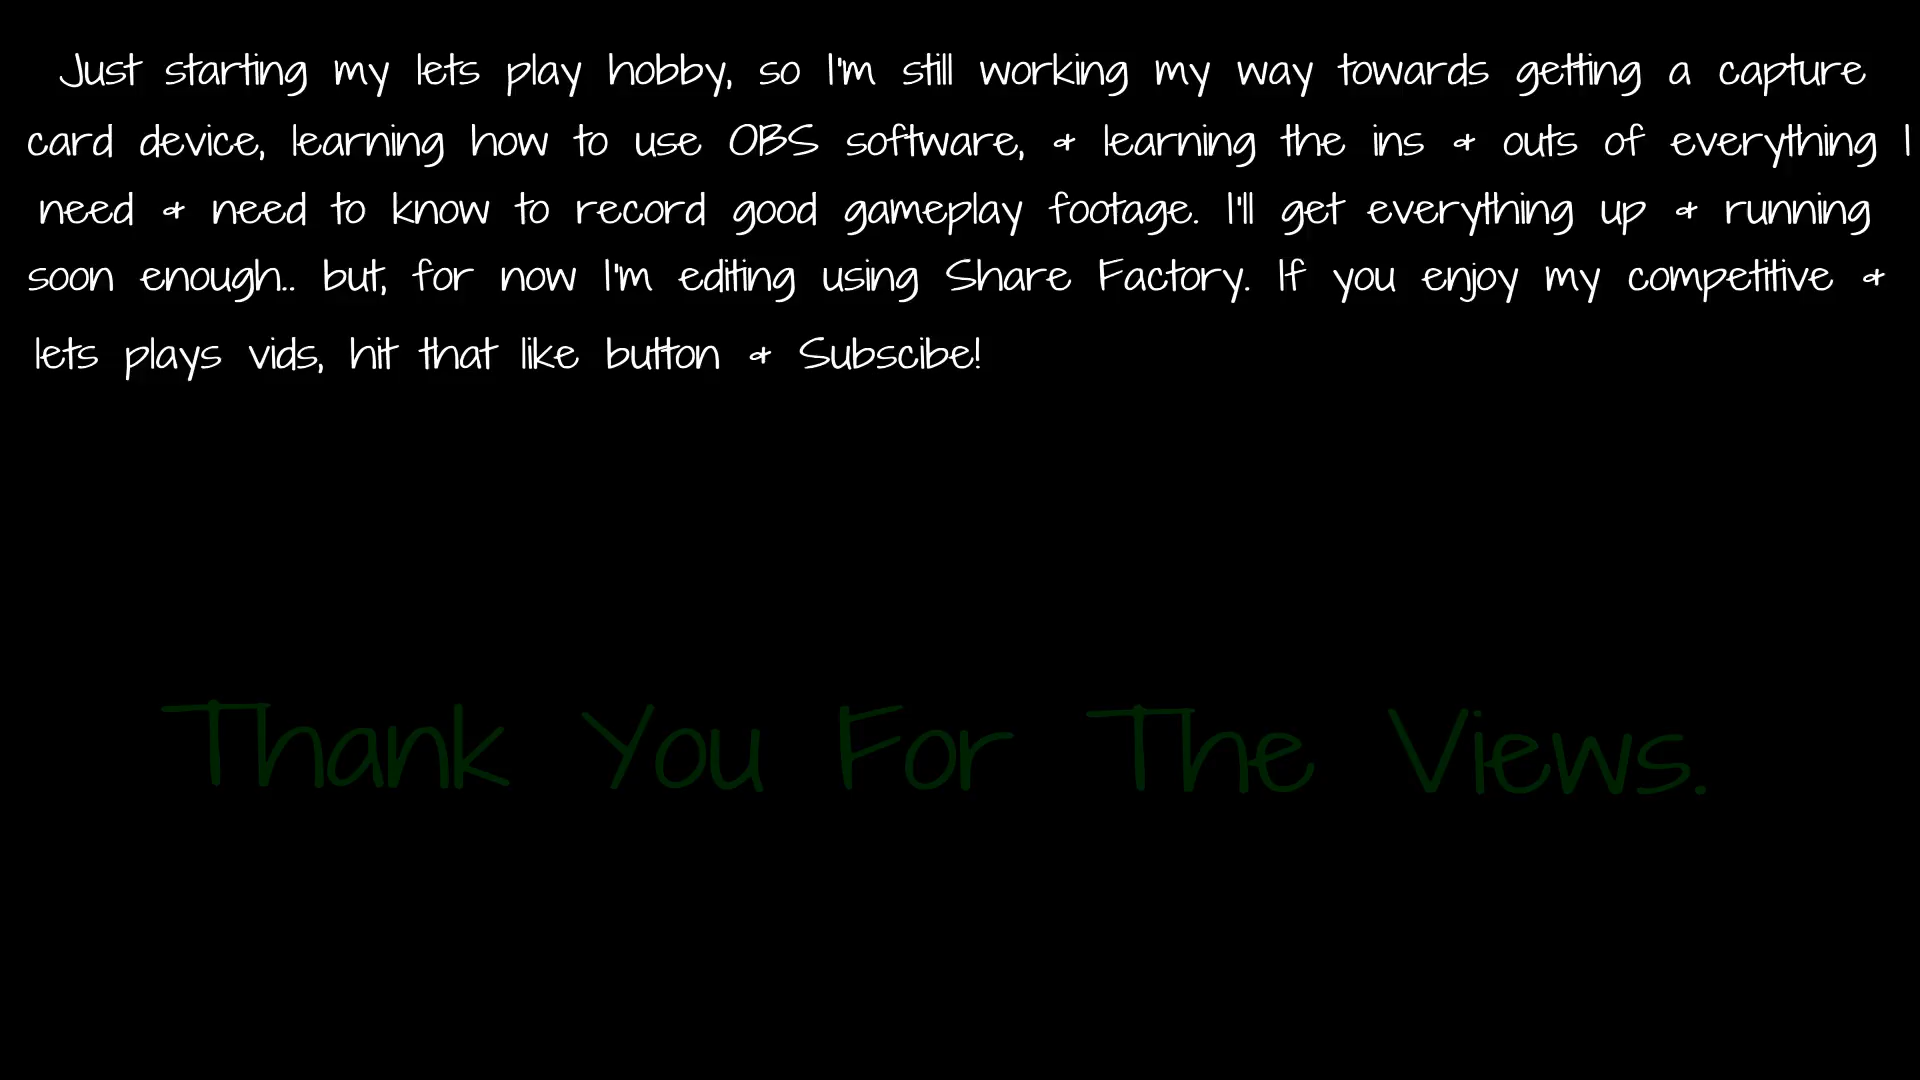 Just starting my lets play hobby, so I'm still working my way towards getting a capture
card device, learning how to use OBS software, & learning the ins & outs of everything I
need & need to know to record good gameplay footage. I'll get everything up & running
soon enough.. but, for now I'm editing using Share Factory. If you enjoy my competitive &
lets plays vids, hit that like button & Subscibe!
Thank You For The Views.